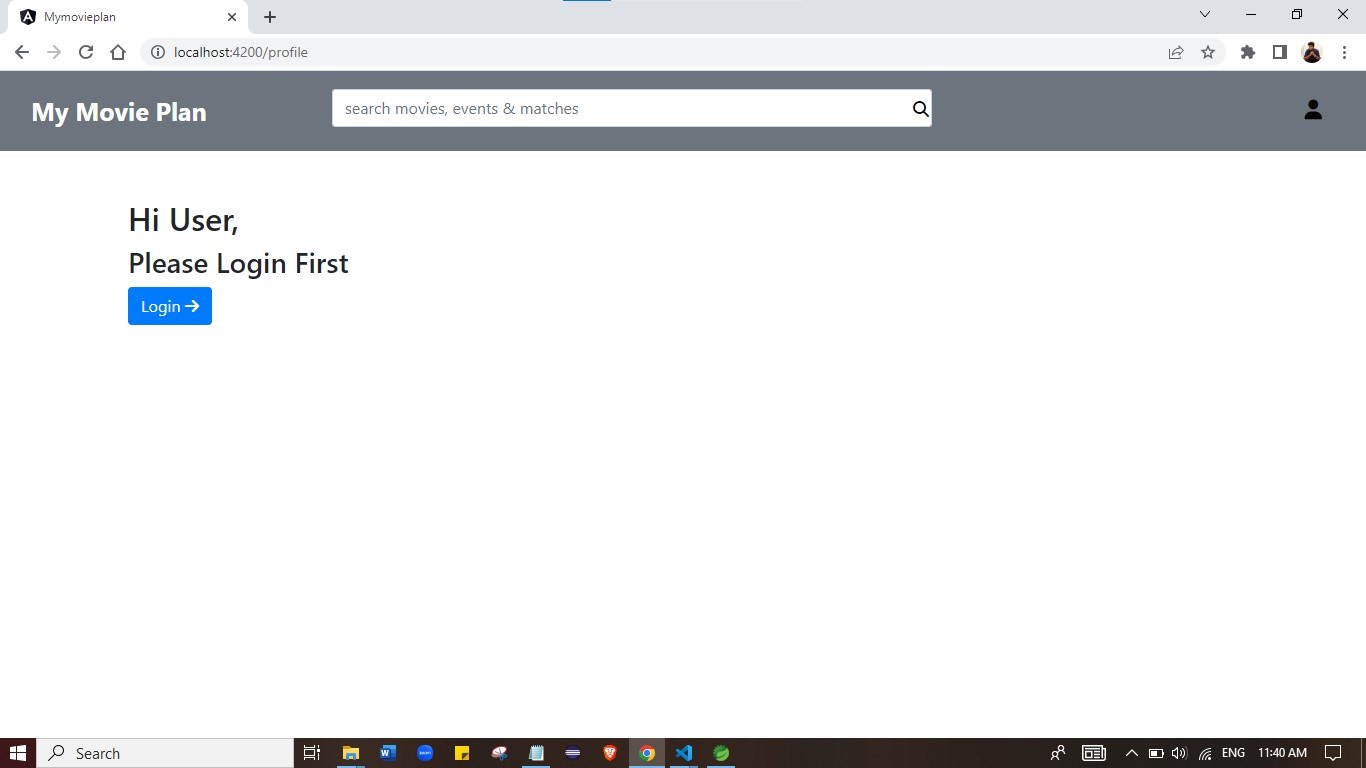 Mymovieplan
localhost:4200/profile
My Movie Plan
search movies, events & matches
Hi User,
Please Login First
Login
Search
ENG
11:40 AM